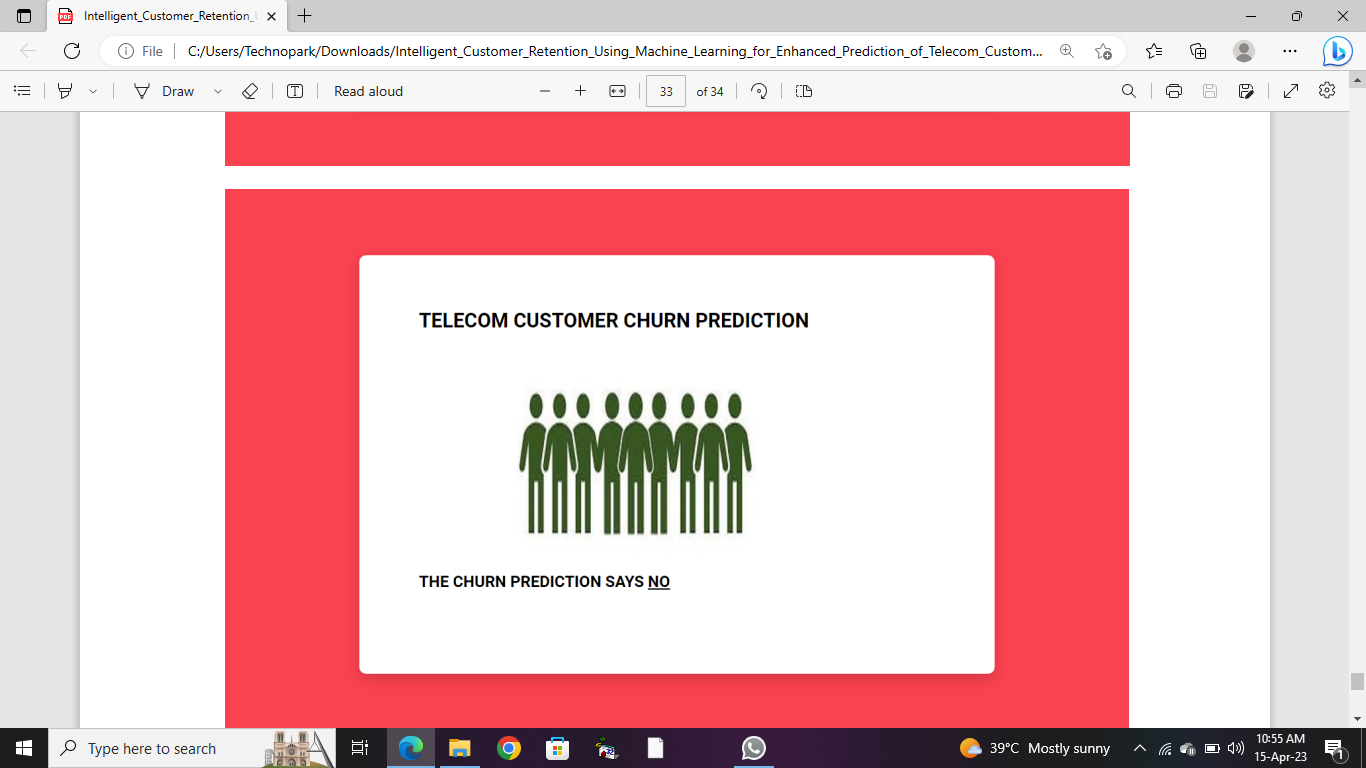 Intelligent_Customer_Retention_
File
C:/Users/Technopark/Downloads/Intelligent_Customer_Retention_Using_Machine_Learning_for_Enhanced_Prediction_of_Telecom_Custom...
Draw
Read aloud
33
of 34
TELECOM CUSTOMER CHURN PREDICTION
THE CHURN PREDICTION SAYS NO
Type here to search
39°C Mostly sunny
10:55 AM
15-Apr-23
1